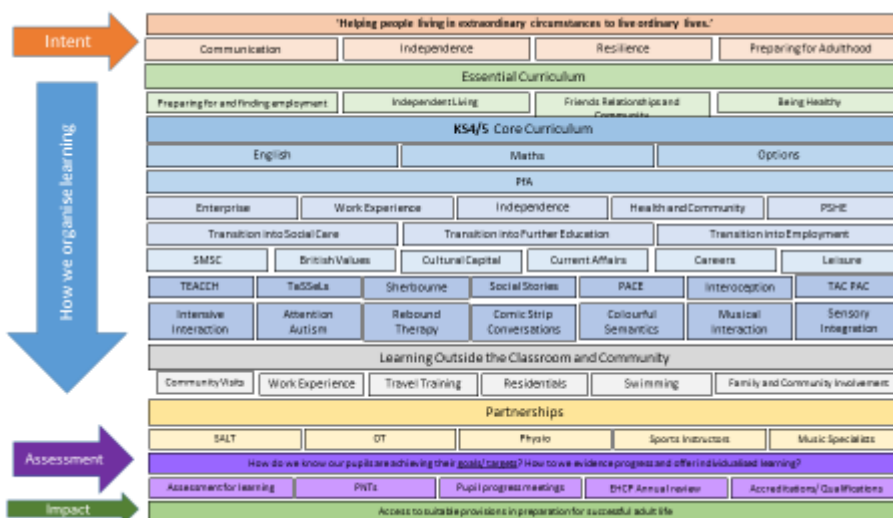 Intent
'Helping people living in extraordinary circumstances to live ordinary lives.'
Communication
Independence
Resilience
Preparing for Adulthood
Essential Curriculum
Preparing for and finding employment
Independent Living
Friends Relationships and
Community
Being Healthy
How we organise learning
KS4/5 Core Curriculum
English
Maths
Options
PfA
Enterprise
Work Experience
Independence
Health and Community
PSHE
Transition into Social Care
Transition into Further Education
Transition into Employment
SMSC
British Values
Cultural Capital
Current Affairs
Careers
Leisure
TEACCH
TaSSeLs
Sherbourne
Social Stories
PACE
Interoception
TAC PAC
Intensive
Interaction
Attention
Autism
Rebound
Therapy
Comic Strip
Conversations
Colourful
Semantics
Musical
Interaction
Sensory
Integration
Learning Outside the Classroom and Community
Community Visits
Work Experience
Travel Training
Residentials
Swimming
Family and Community Involvement
Partnerships
SALT
OT
Physio
Sports Instructors
Music Specialists
Assessment
How do we know our pupils are achieving their goals/targets? How to we evidence progress and offer individualised learning?
Assessment for learning
PNTs
Pupil progress meetings
EHCP Annual review
Accreditations/Qualifications
Impact
Access to suitable provisions in preparation for successful adult life